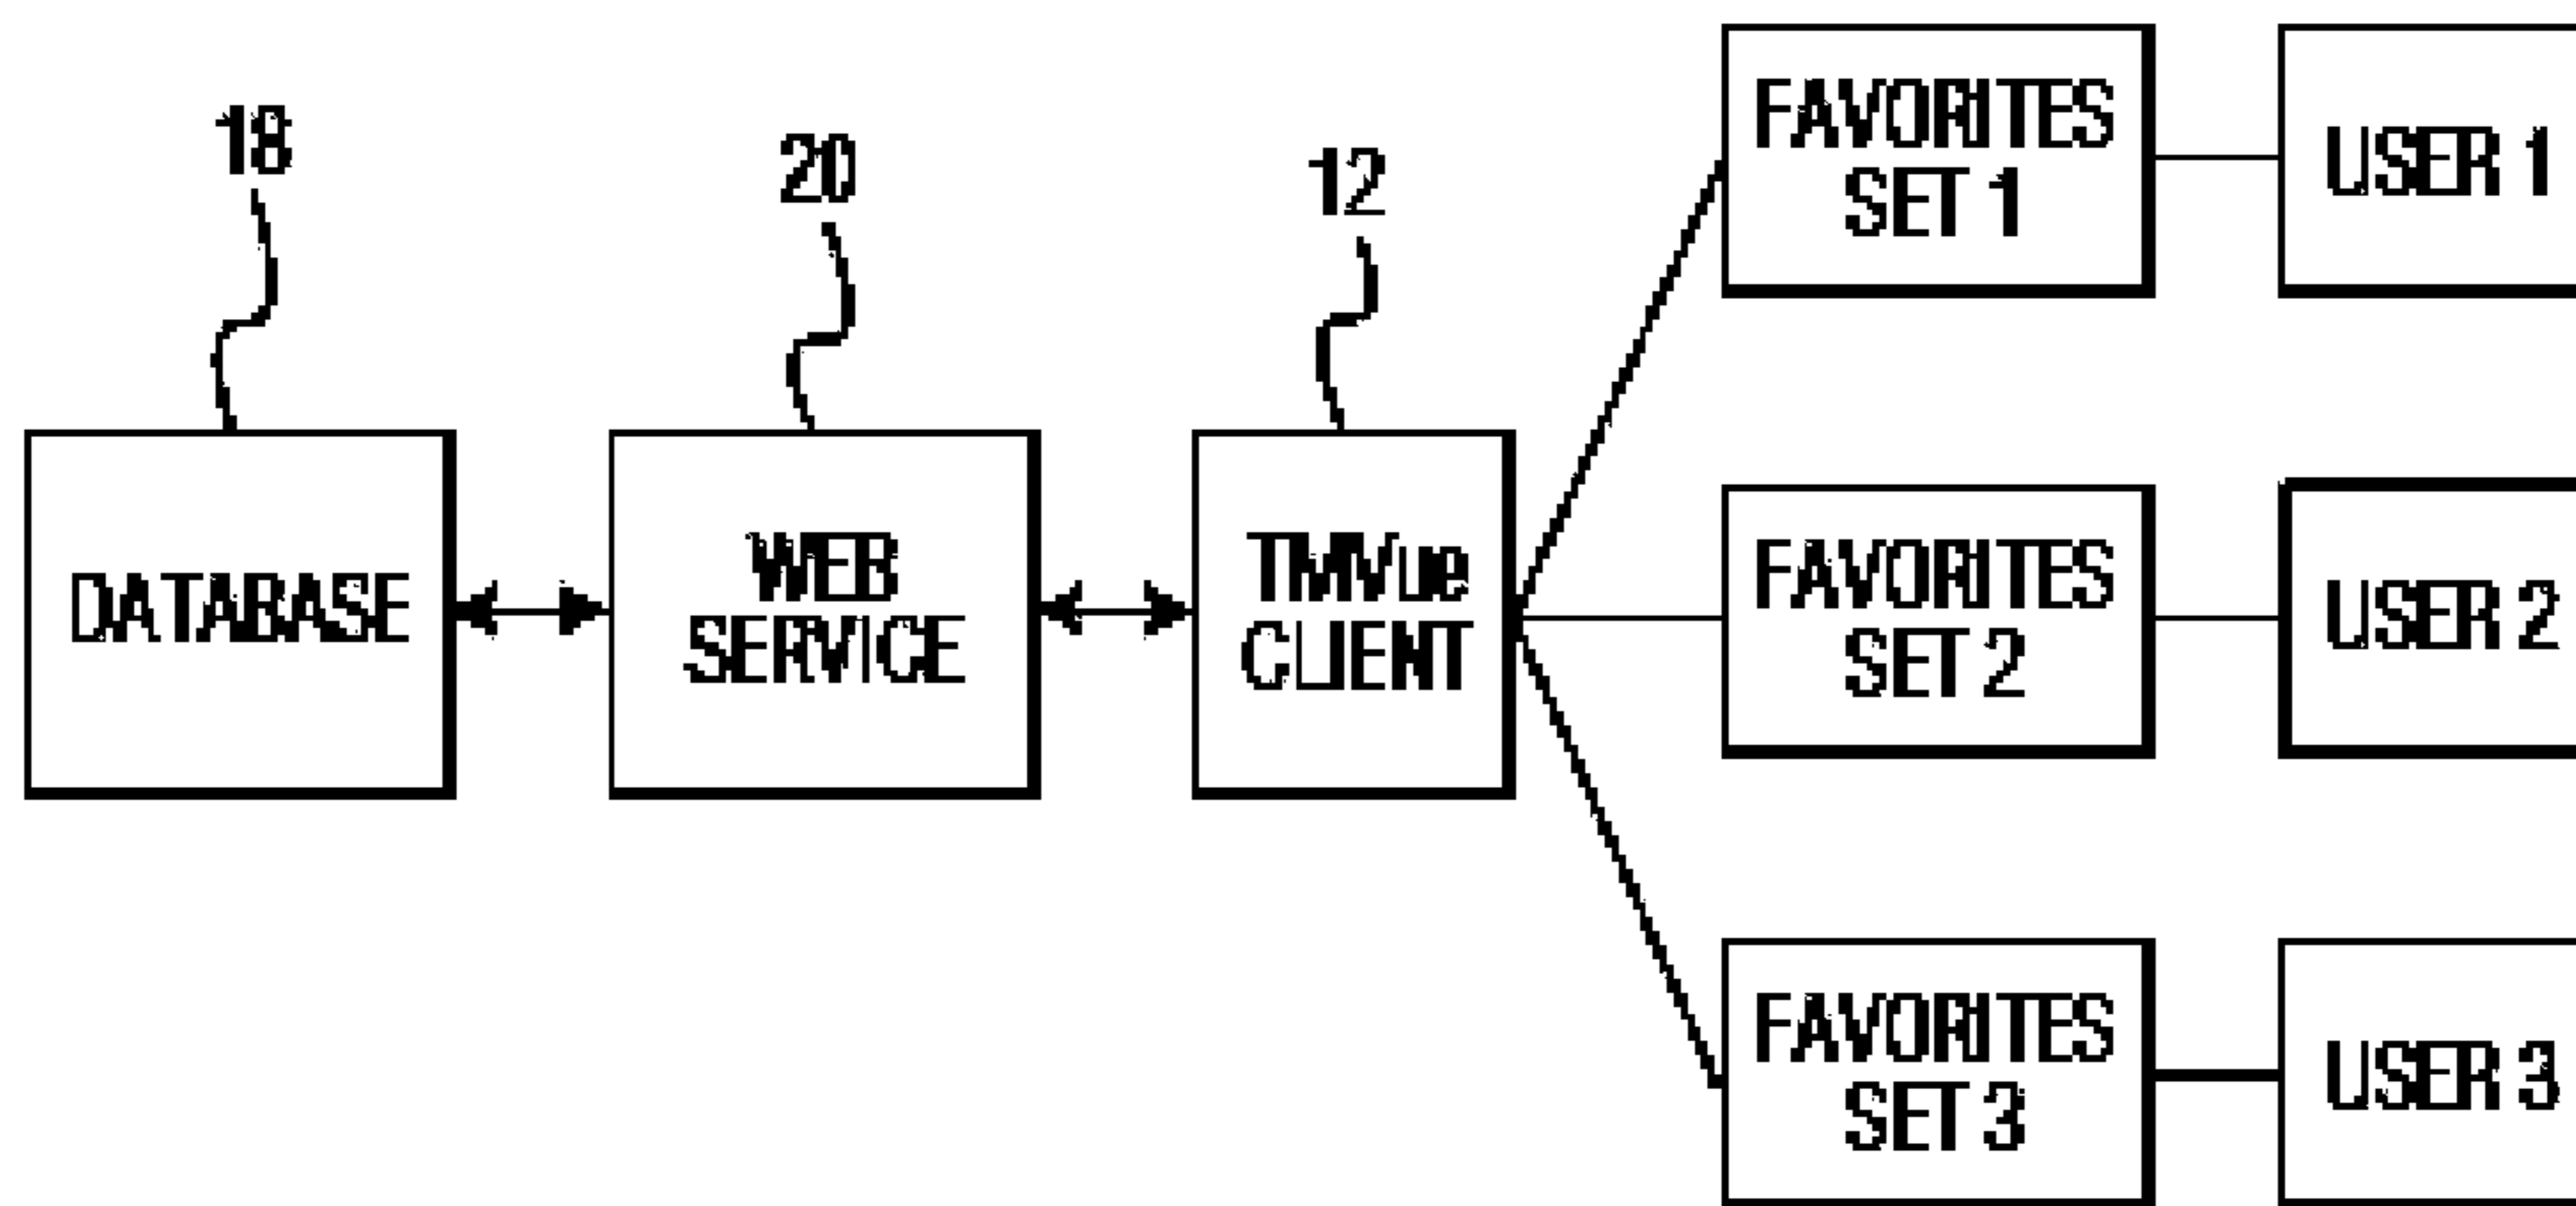 18
20
12
DATABASE
WEB
SERVICE
TMVue
CLIENT
FAVORITES
SET 1
USER 1
FAVORITES
SET 2
USER 2
FAVORITES
SET 3
USER 3